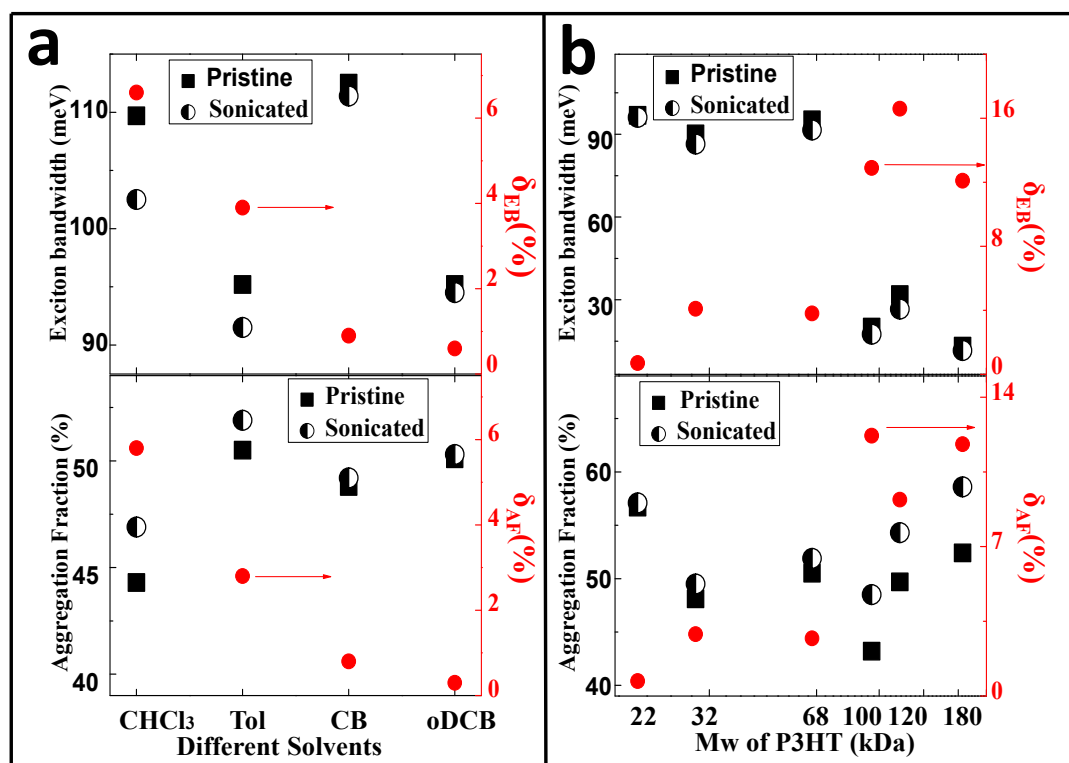 a
Pristine
Sonicated
Exciton bandwidth (meV)
110
100
90
6
4
2
0
δEB(%)
Pristine
Sonicated
Aggregation Fraction (%)
50
45
40
6
4
2
0
δAF(%)
CHCl₃ Tol CB oDCB
Different Solvents
b
Pristine
Sonicated
Exciton bandwidth (meV)
90
60
30
16
8
0
δEB(%)
Pristine
Sonicated
Aggregation Fraction (%)
60
50
40
14
7
0
δAF(%)
22 32 68 100 120 180
Mw of P3HT (kDa)